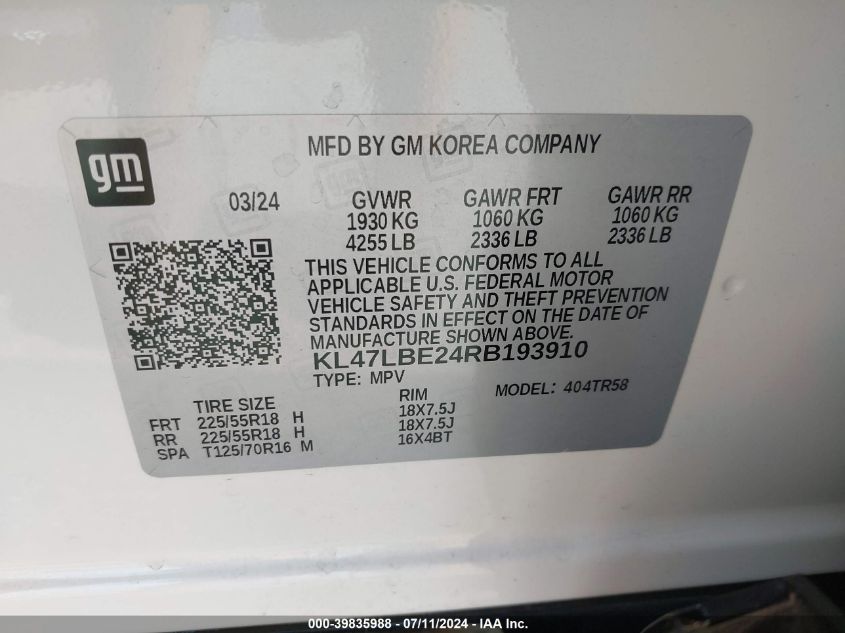 gm
MFD BY GM KOREA COMPANY
03/24 GVWR GAWR FRT GAWR RR
1930 KG 1060 KG 1060 KG
4255 LB 2336 LB 2336 LB
THIS VEHICLE CONFORMS TO ALL
APPLICABLE U.S. FEDERAL MOTOR
VEHICLE SAFETY AND THEFT PREVENTION
STANDARDS IN EFFECT ON THE DATE OF
MANUFACTURE SHOWN ABOVE.
KL47LBE24RB193910
TYPE: MPV MODEL: 404TR58
TIRE SIZE RIM
FRT 225/55R18 H 18X7.5J
RR 225/55R18 H 18X7.5J
SPA T125/70R16 M 16X4BT
000-39835988 - 07/11/2024 - IAA Inc.